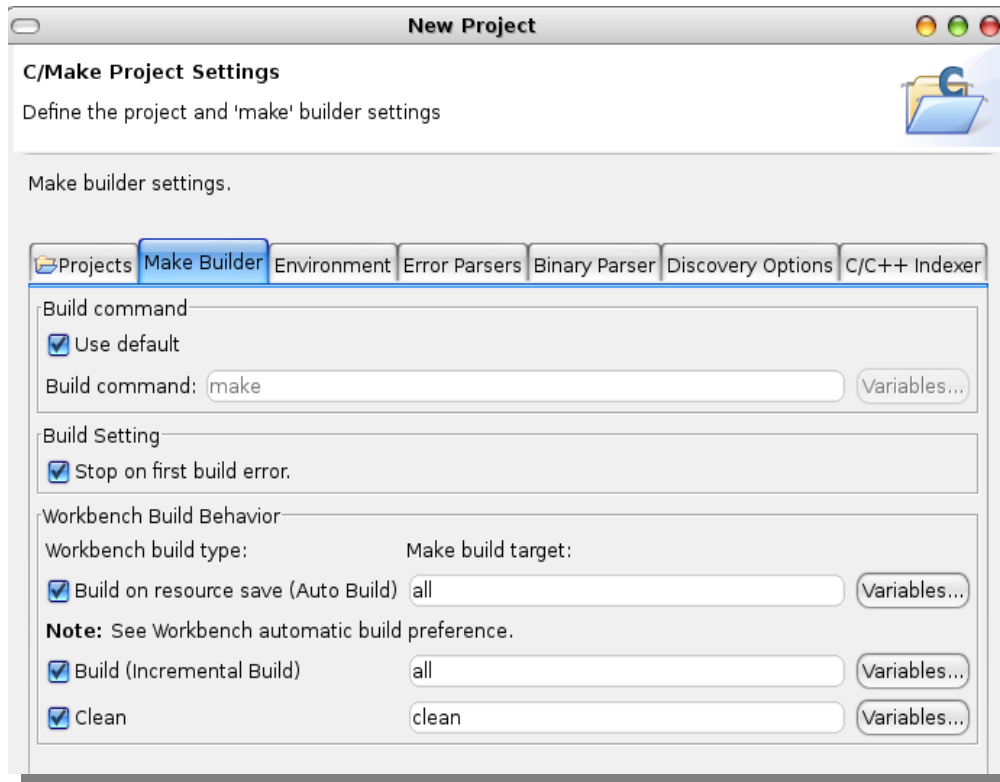 New Project
C/Make Project Settings
Define the project and 'make' builder settings
Make builder settings.
Projects Make Builder Environment Error Parsers Binary Parser Discovery Options C/C++ Indexer
Build command
Use default
Build command: make Variables...
Build Setting
Stop on first build error.
Workbench Build Behavior
Workbench build type: Make build target:
Build on resource save (Auto Build) all Variables...
Note: See Workbench automatic build preference.
Build (Incremental Build) all Variables...
Clean clean Variables...